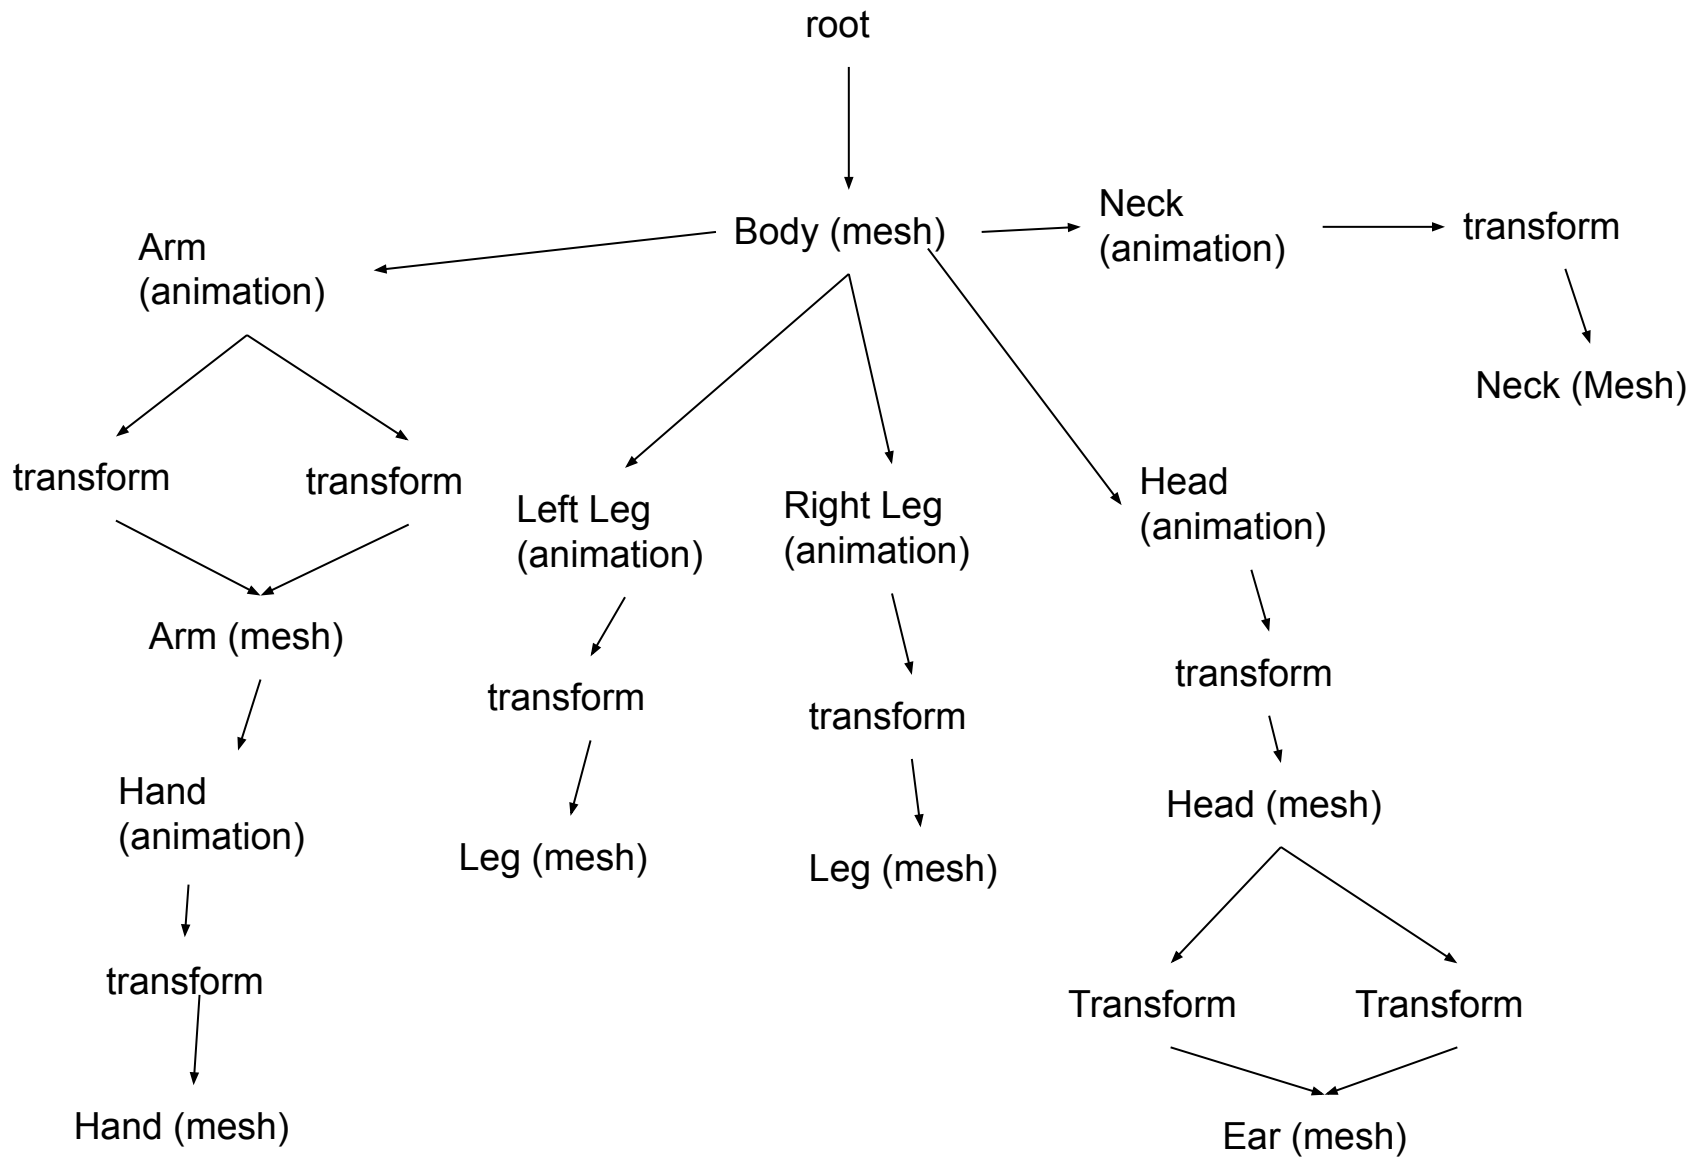 root
Body (mesh)
Neck
(animation)
transform
Arm
(animation)
Neck (Mesh)
transform
transform
Left Leg
(animation)
Right Leg
(animation)
Head
(animation)
Arm (mesh)
transform
transform
transform
Hand
(animation)
Leg (mesh)
Leg (mesh)
Head (mesh)
transform
Transform
Transform
Hand (mesh)
Ear (mesh)